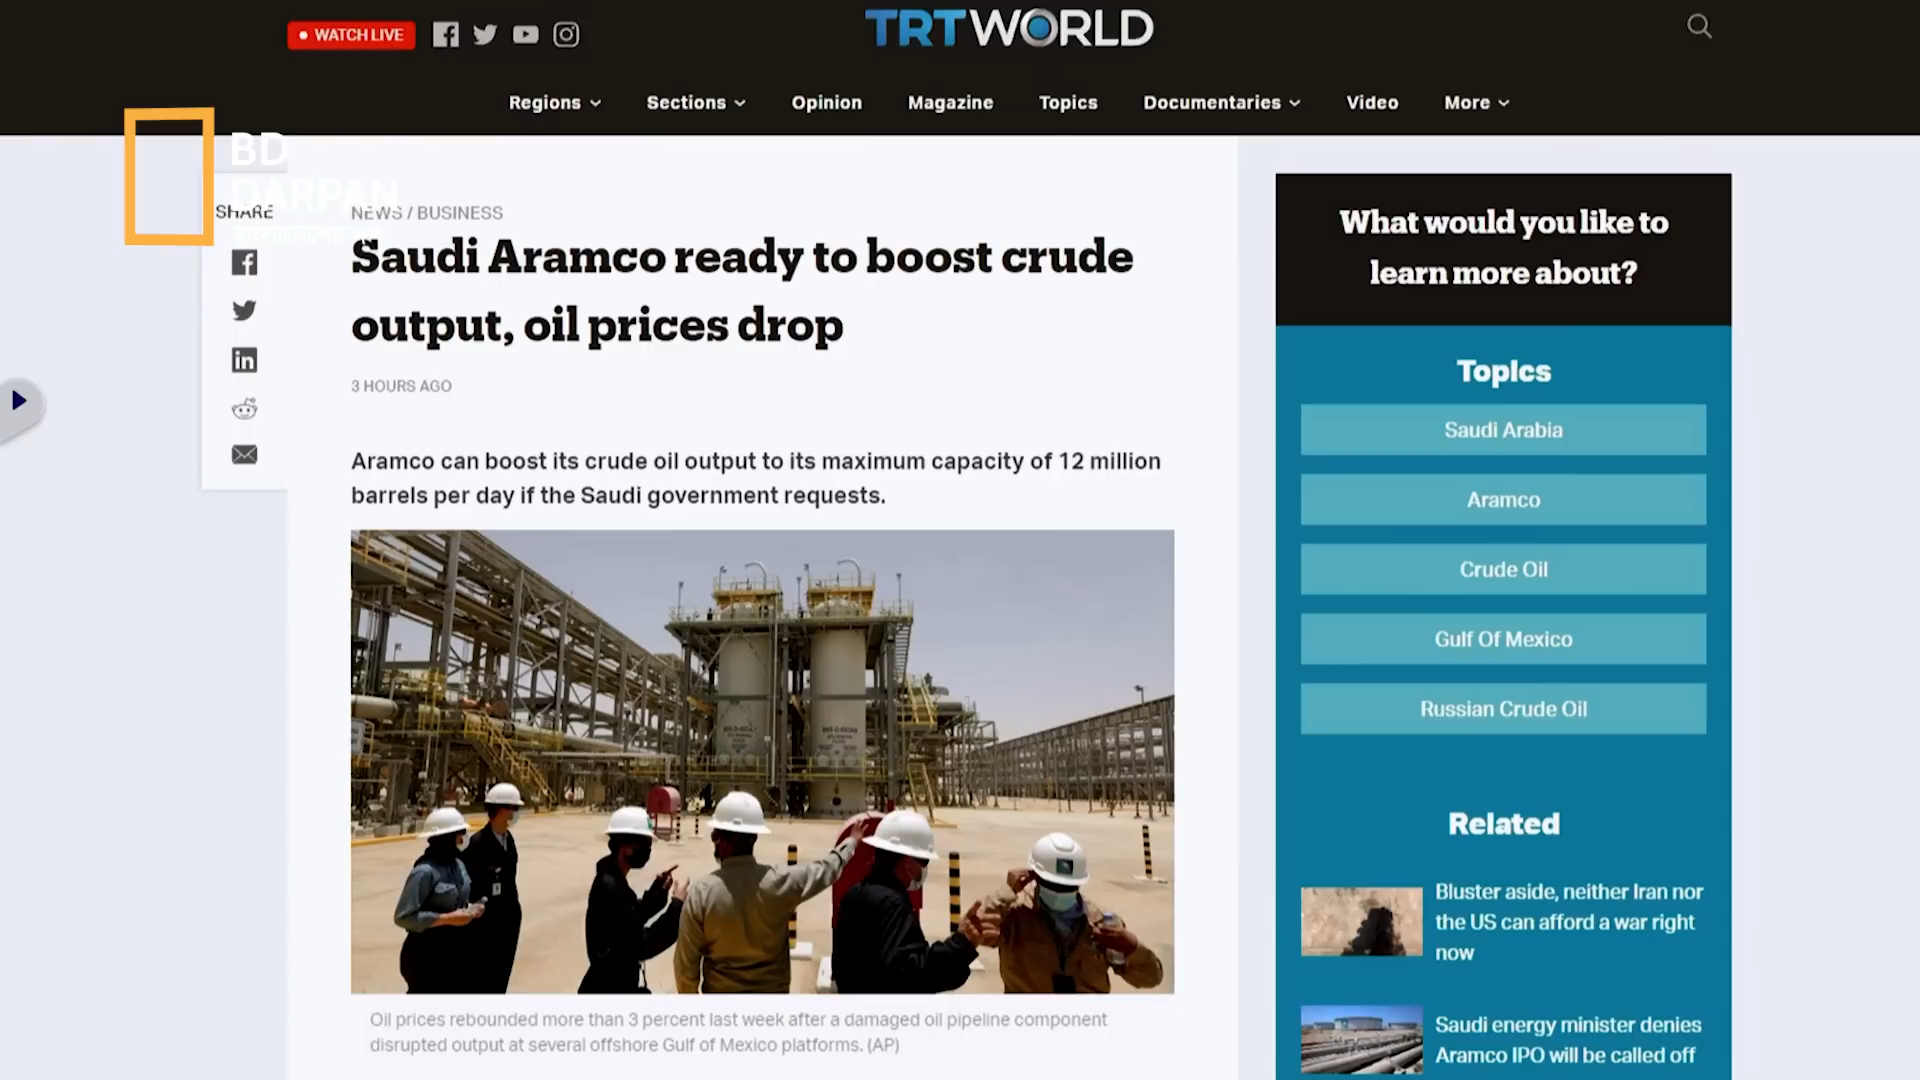 WATCH LIVE
TRTWORLD
Regions
Sections
Opinion
Magazine
Topics
Documentaries
Video
More
BD
DARPAN
SHARE
NEWS / BUSINESS
Saudi Aramco ready to boost crude
output, oil prices drop
3 HOURS AGO
Aramco can boost its crude oil output to its maximum capacity of 12 million
barrels per day if the Saudi government requests.
Oil prices rebounded more than 3 percent last week after a damaged oil pipeline component
disrupted output at several offshore Gulf of Mexico platforms. (AP)
What would you like to
learn more about?
Topics
Saudi Arabia
Aramco
Crude Oil
Gulf Of Mexico
Russian Crude Oil
Related
Bluster aside, neither Iran nor
the US can afford a war right
now
Saudi energy minister denies
Aramco IPO will be called off